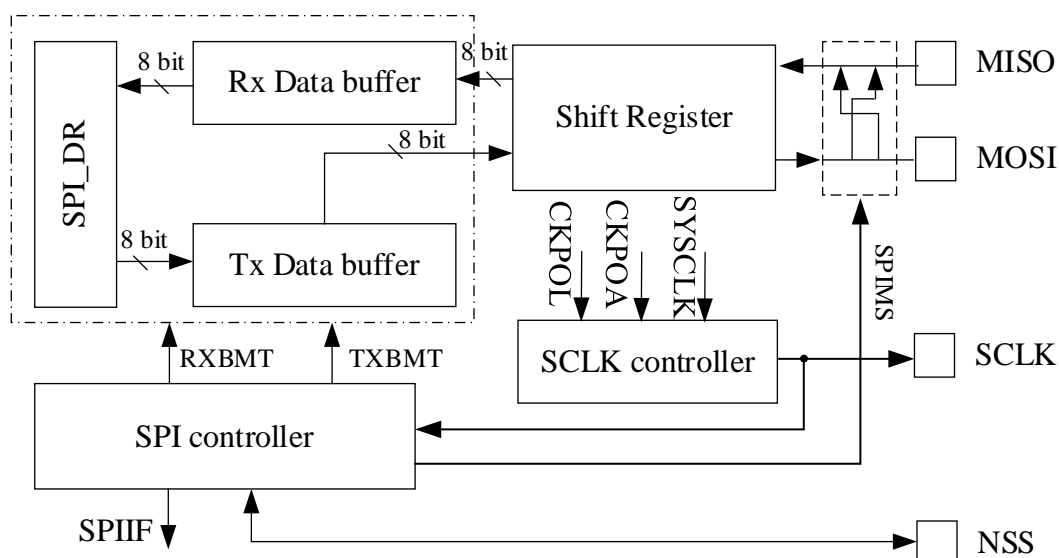 8 bit
Rx Data buffer
8 bit
Shift Register
MISO
MOSI
SPI_DR
8 bit
8 bit
Tx Data buffer
CKPOL
CKPOA
SYSCLK
SPIMS
RXBMT
TXBMT
SCLK controller
SCLK
SPI controller
SPIIF
NSS